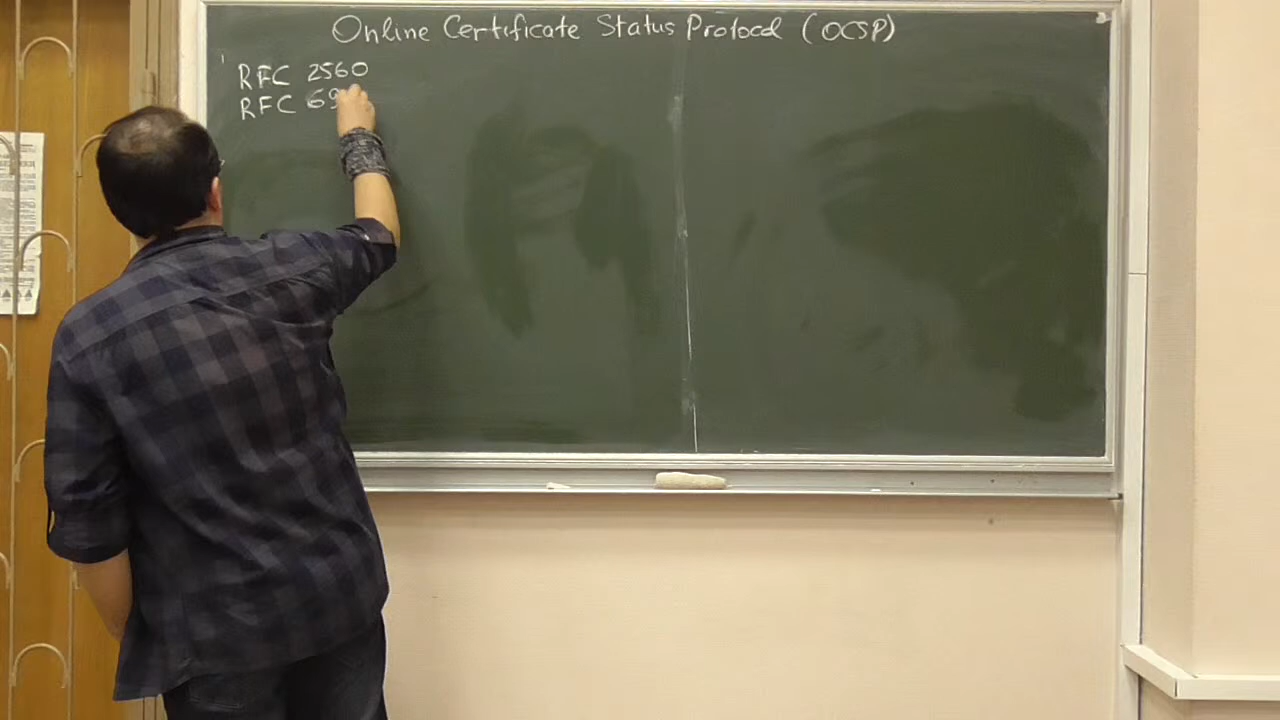 Online Certificate Status Protocol (OCSP)
RFC 2560
RFC 69